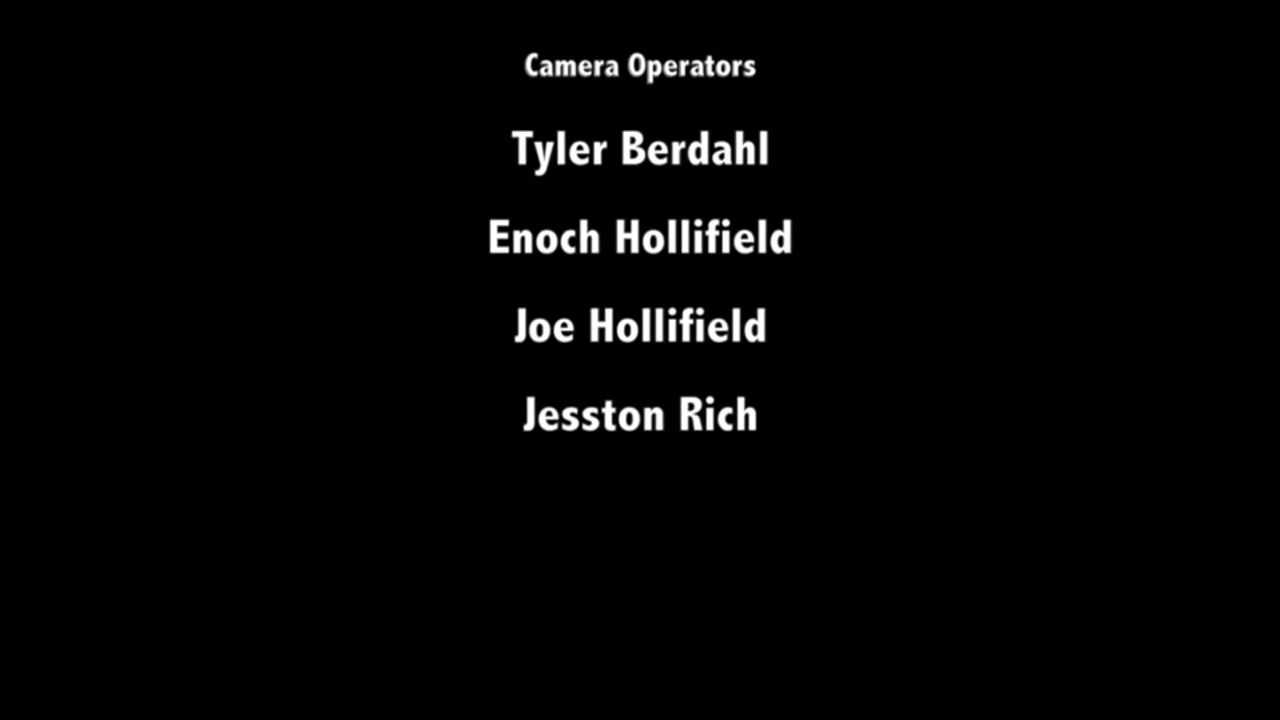 Camera Operators
Tyler Berdahl
Enoch Hollifield
Joe Hollifield
Jesston Rich